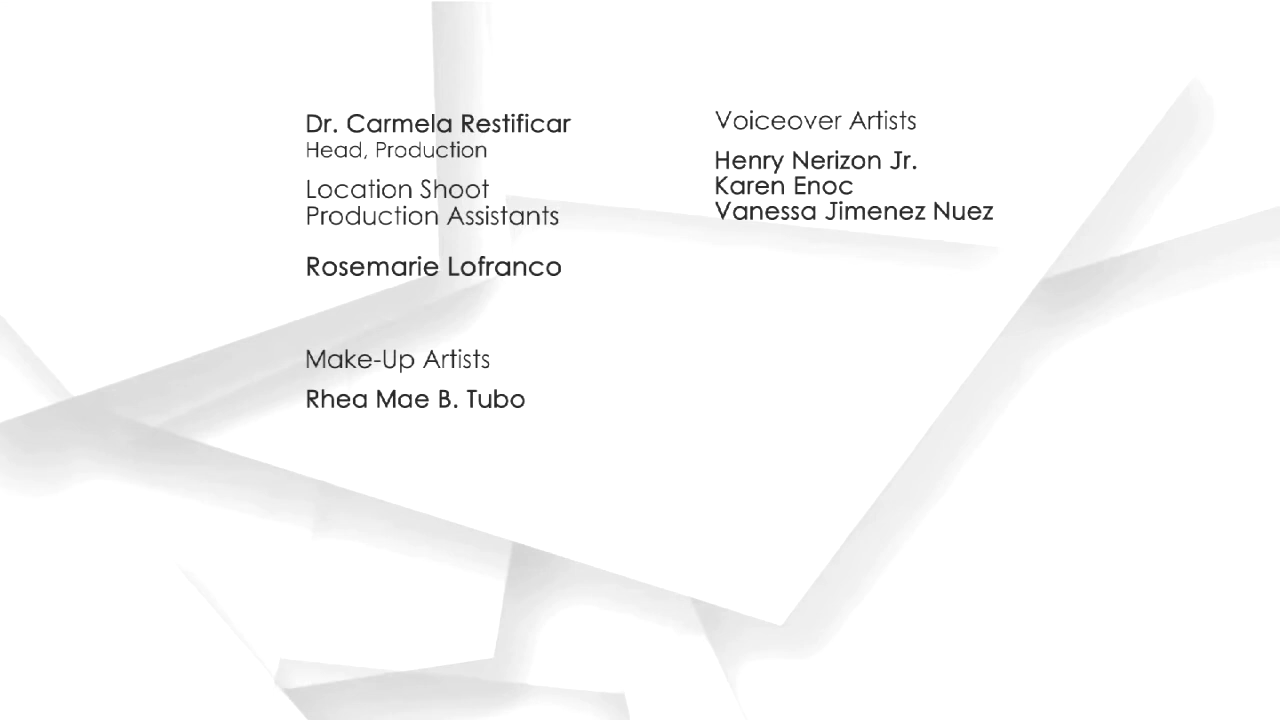 Dr. Carmela Restificar
Head, Production
Location Shoot
Production Assistants
Rosemarie Lofranco
Make-Up Artists
Rhea Mae B. Tubo
Voiceover Artists
Henry Nerizon Jr.
Karen Enoc
Vanessa Jimenez Nuez